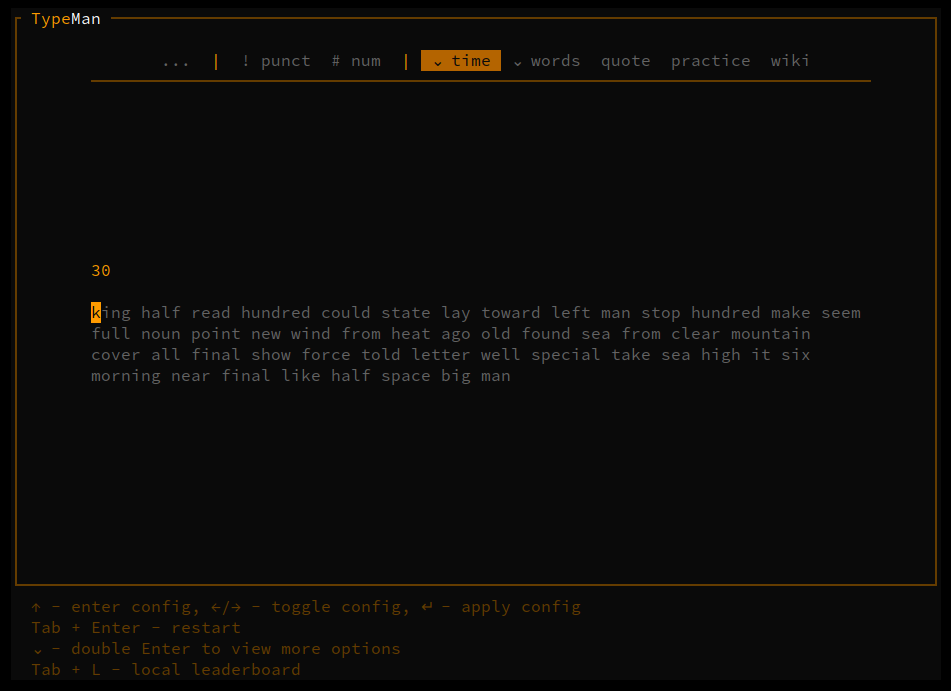 TypeMan
... | ! punct # num | ⌄ time ⌄ words quote practice wiki
30
king half read hundred could state lay toward left man stop hundred make seem
full noun point new wind from heat ago old found sea from clear mountain
cover all final show force told letter well special take sea high it six
morning near final like half space big man
↑ - enter config, ←/→ - toggle config, ↵ - apply config
Tab + Enter - restart
⌄ - double Enter to view more options
Tab + L - local leaderboard